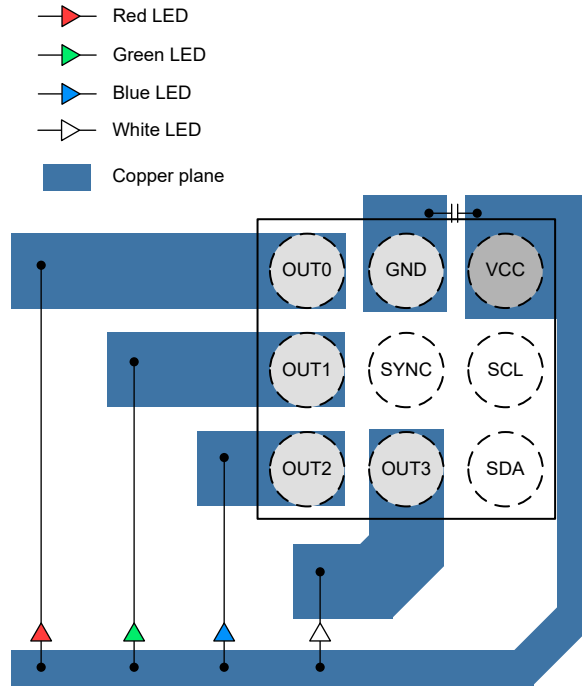 Red LED
Green LED
Blue LED
White LED
Copper plane
OUT0
GND
VCC
OUT1
SYNC
SCL
OUT2
OUT3
SDA